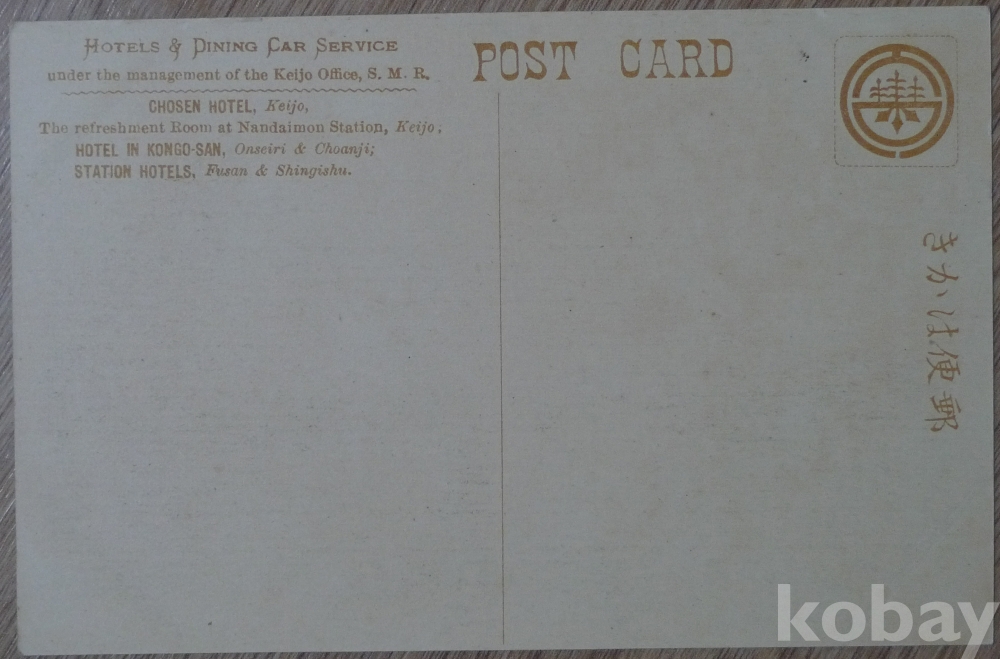 HOTELS & DINING CAR SERVICE
under the management of the Keijo Office, S. M. R.
CHOSEN HOTEL, Keijo,
The refreshment Room at Nandaimon Station, Keijo,
HOTEL IN KONGO-SAN, Onseiri & Choanji;
STATION HOTELS, Fusan & Shingishu.
POST CARD
きかは便郵
kobay